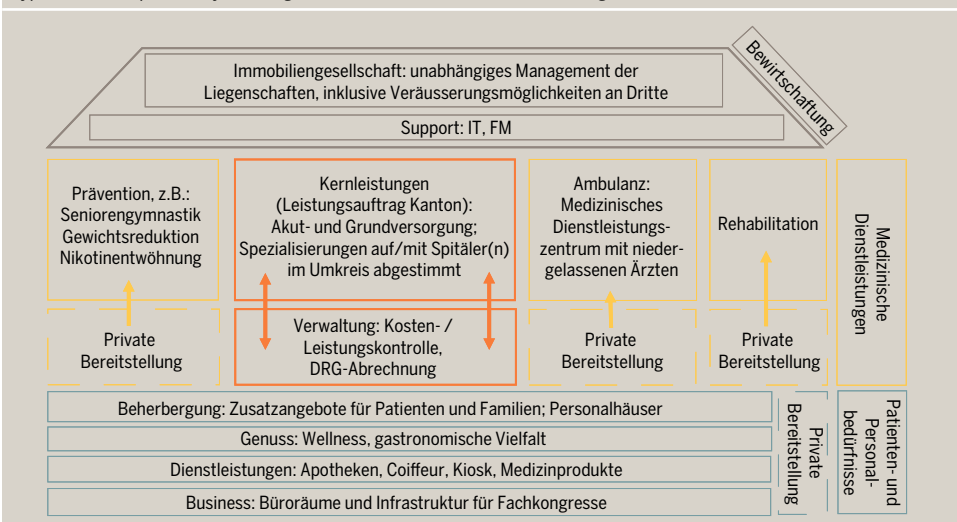 Immobiliengesellschaft: unabhängiges Management der
Liegenschaften, inklusive Veräusserungsmöglichkeiten an Dritte
Bewirtschaftung
Support: IT, FM
Prävention, z.B.:
Seniorengymnastik
Gewichtsreduktion
Nikotinentwöhnung
Kernleistungen
(Leistungsauftrag Kanton):
Akut- und Grundversorgung;
Spezialisierungen auf/mit Spitäler(n)
im Umkreis abgestimmt
Ambulanz:
Medizinisches
Dienstleistungs-
zentrum mit nieder-
gelassenen Ärzten
Rehabilitation
Medizinische
Dienstleistungen
Private
Bereitstellung
Verwaltung: Kosten- /
Leistungskontrolle,
DRG-Abrechnung
Private
Bereitstellung
Private
Bereitstellung
Beherbergung: Zusatzangebote für Patienten und Familien; Personalhäuser
Genuss: Wellness, gastronomische Vielfalt
Dienstleistungen: Apotheken, Coiffeur, Kiosk, Medizinprodukte
Business: Büroräume und Infrastruktur für Fachkongresse
Private
Bereitstellung
Patienten- und
Personal-
bedürfnisse